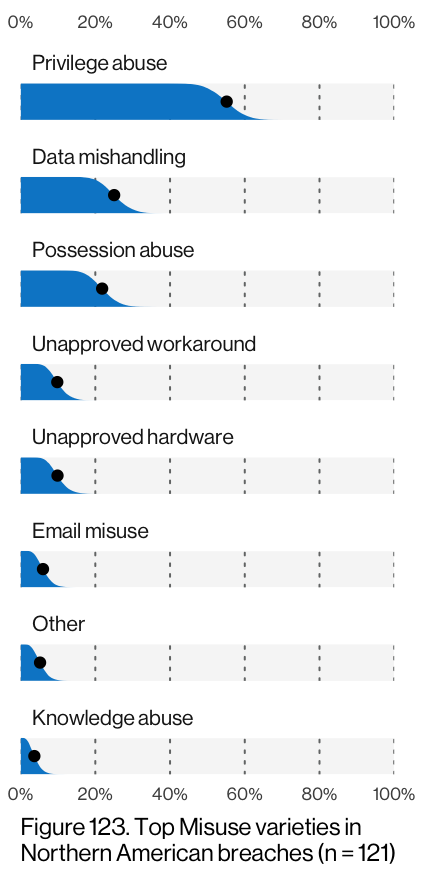 0% 20% 40% 60% 80% 100%
Privilege abuse
Data mishandling
Possession abuse
Unapproved workaround
Unapproved hardware
Email misuse
Other
Knowledge abuse
0% 20% 40% 60% 80% 100%
Figure 123. Top Misuse varieties in
Northern American breaches (n = 121)